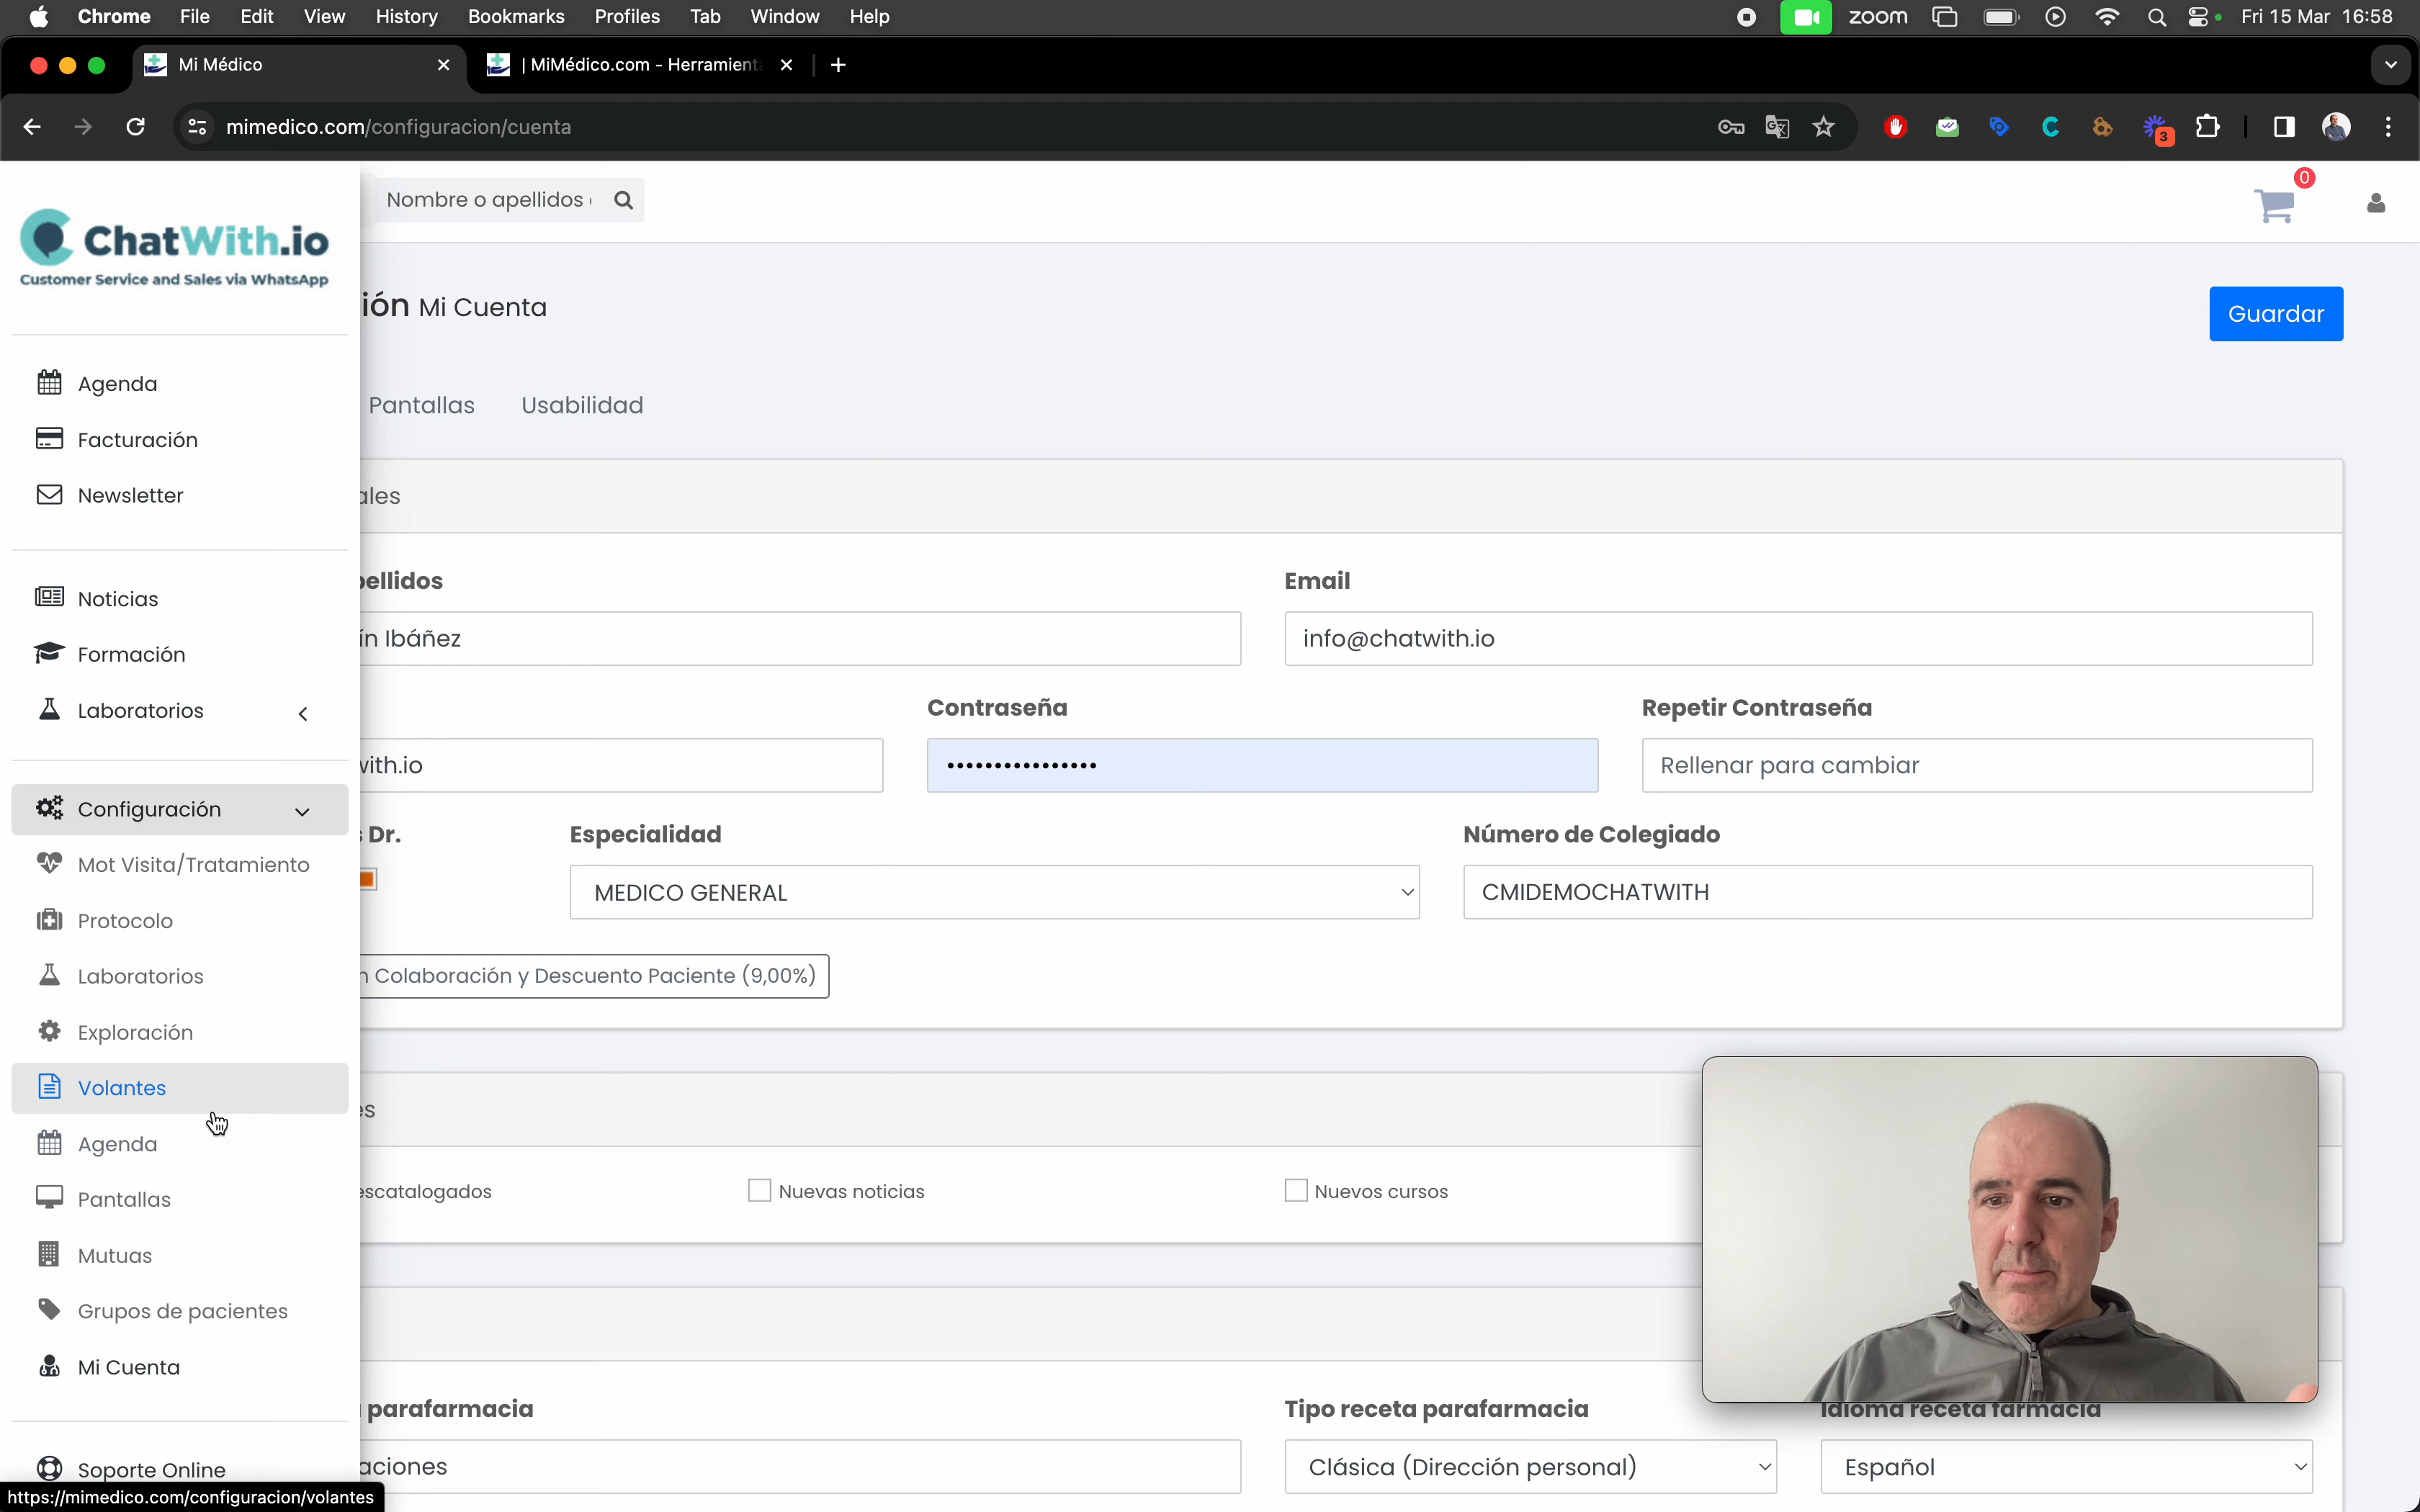 Chrome File Edit View History Bookmarks Profiles Tab Window Help
zoom Fri 15 Mar 16:58
Mi Médico
| MiMédico.com - Herramient
mimedico.com/configuracion/cuenta
3
ChatWith.io
Customer Service and Sales via WhatsApp
Nombre o apellidos
0
ión Mi Cuenta
Guardar
Pantallas Usabilidad
Agenda
Facturación
Newsletter
Noticias
Formación
Laboratorios
Configuración
Mot Visita/Tratamiento
Protocolo
Laboratorios
Exploración
Volantes
Agenda
Pantallas
Mutuas
Grupos de pacientes
Mi Cuenta
Soporte Online
https://mimedico.com/configuracion/volantes
ales
ellidos Email
ín Ibáñez info@chatwith.io
Contraseña Repetir Contraseña
with.io •••••••••••••••• Rellenar para cambiar
s Dr. Especialidad Número de Colegiado
MEDICO GENERAL CMIDEMOCHATWITH
n Colaboración y Descuento Paciente (9,00%)
es
escatalogados Nuevas noticias Nuevos cursos
parafarmacia Tipo receta parafarmacia Idioma receta farmacia
aciones Clásica (Dirección personal) Español